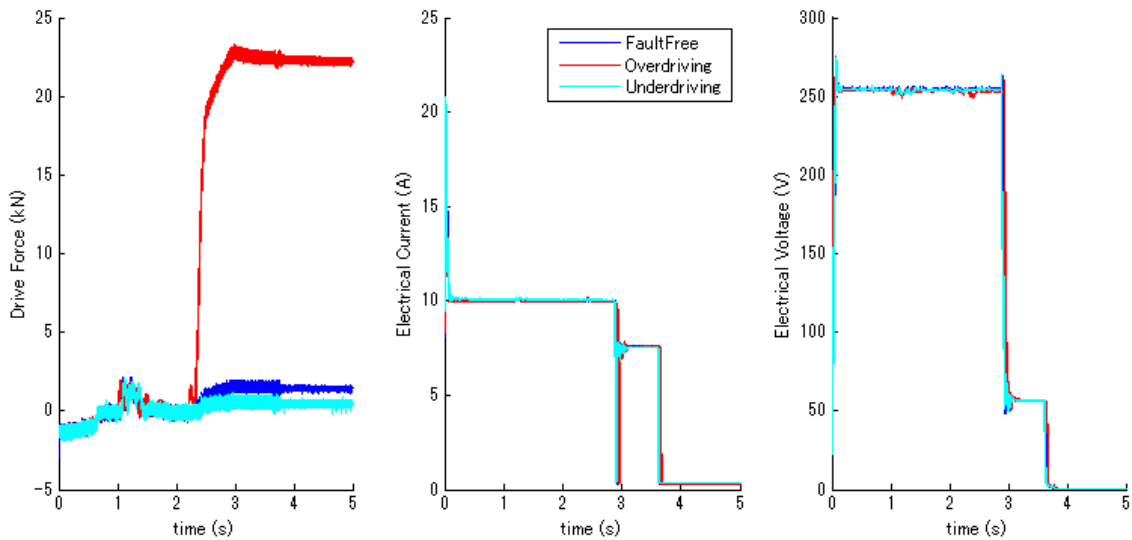 25
20
15
10
5
0
−5
Drive Force (kN)
0 1 2 3 4 5
time (s)
25
20
15
10
5
0
Electrical Current (A)
FaultFree
Overdriving
Underdriving
0 1 2 3 4 5
time (s)
300
250
200
150
100
50
0
Electrical Voltage (V)
0 1 2 3 4 5
time (s)